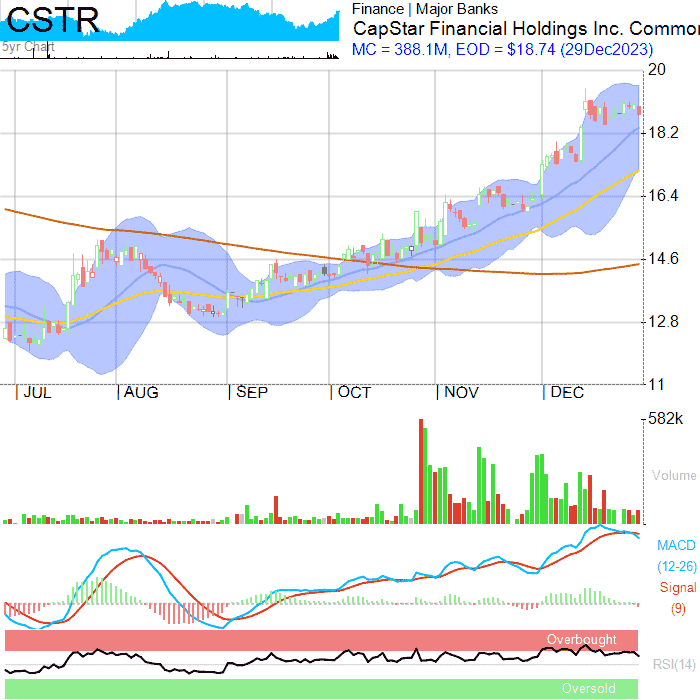 CSTR
5yr Chart
Finance | Major Banks
CapStar Financial Holdings Inc. Common
MC = 388.1M, EOD = $18.74 (29Dec2023)
20
18.2
16.4
14.6
12.8
11
JUL
AUG
SEP
OCT
NOV
DEC
582k
Volume
MACD
(12-26)
Signal
(9)
Overbought
RSI(14)
Oversold